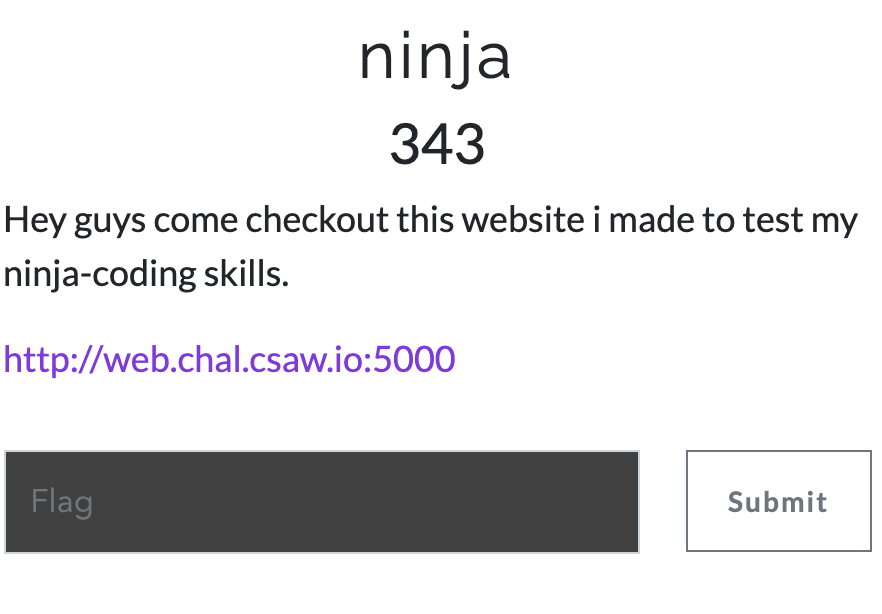 ninja
343
Hey guys come checkout this website i made to test my
ninja-coding skills.
http://web.chal.csaw.io:5000
Flag
Submit